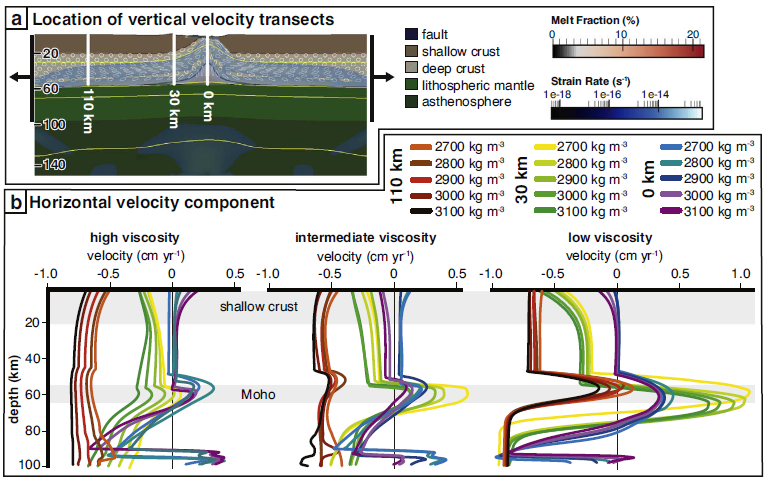 a Location of vertical velocity transects
20
60
100
140
110 km
30 km
0 km
fault
shallow crust
deep crust
lithospheric mantle
asthenosphere
Melt Fraction (%)
0 10 20
Strain Rate (s-1)
1e-18 1e-16 1e-14
110 km
2700 kg m-3
2800 kg m-3
2900 kg m-3
3000 kg m-3
3100 kg m-3
30 km
2700 kg m-3
2800 kg m-3
2900 kg m-3
3000 kg m-3
3100 kg m-3
0 km
2700 kg m-3
2800 kg m-3
2900 kg m-3
3000 kg m-3
3100 kg m-3
b Horizontal velocity component
high viscosity
velocity (cm yr-1)
-1.0 -0.5 0 0.5
intermediate viscosity
velocity (cm yr-1)
-1.0 -0.5 0 0.5
low viscosity
velocity (cm yr-1)
-1.0 -0.5 0 0.5 1.0
shallow crust
Moho
depth (km)
20
40
60
80
100